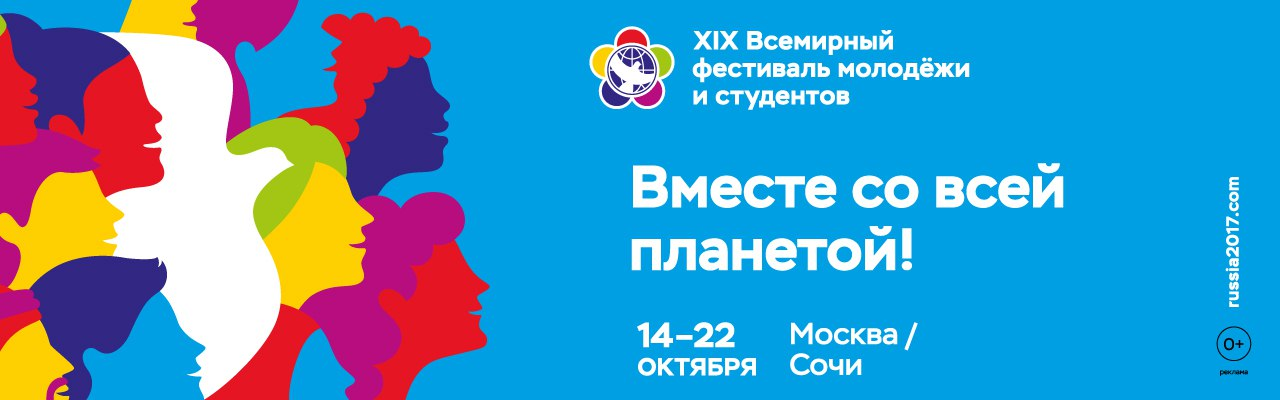 XIX Всемирный
фестиваль молодёжи
и студентов
Вместе со всей
планетой!
14–22
ОКТЯБРЯ
Москва /
Сочи
russia2017.com
0+
реклама